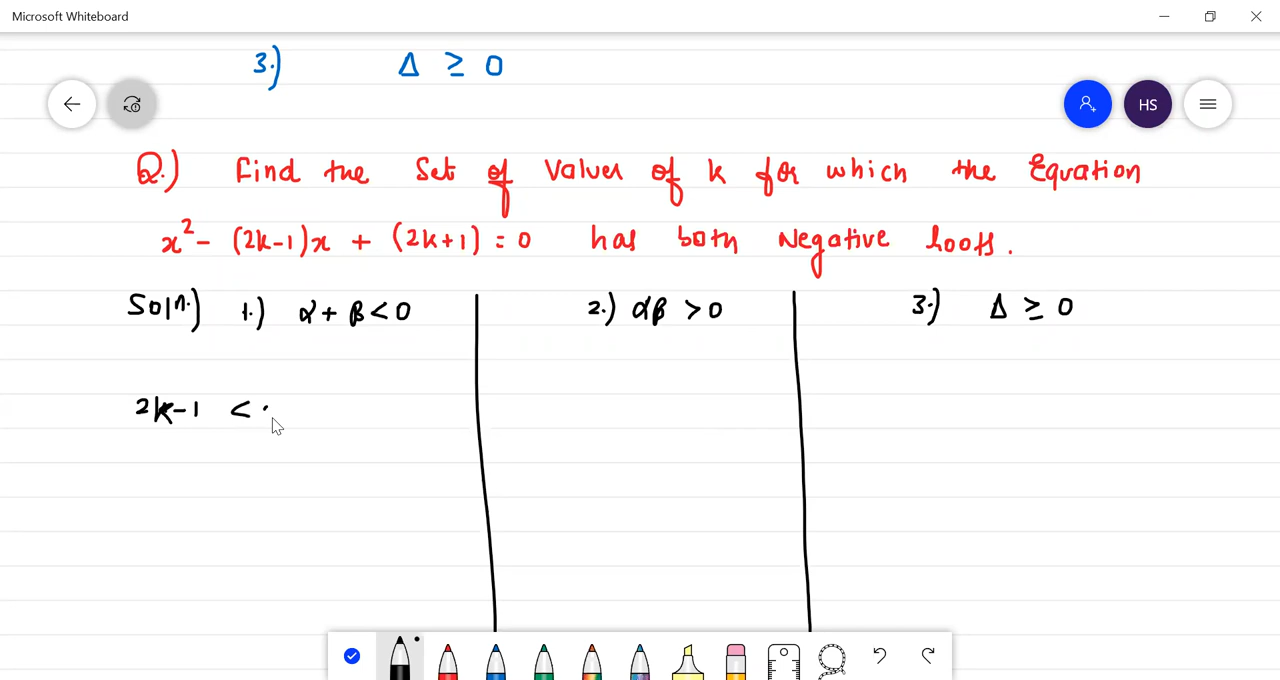 Microsoft Whiteboard
3.) Δ ≥ 0
HS
Q.) Find the Set of Values of k for which the Equation
x² - (2k-1)x + (2k+1) = 0 has both Negative roots.
Soln.) 1.) α + β < 0 2.) αβ > 0 3.) Δ ≥ 0
2k-1 <